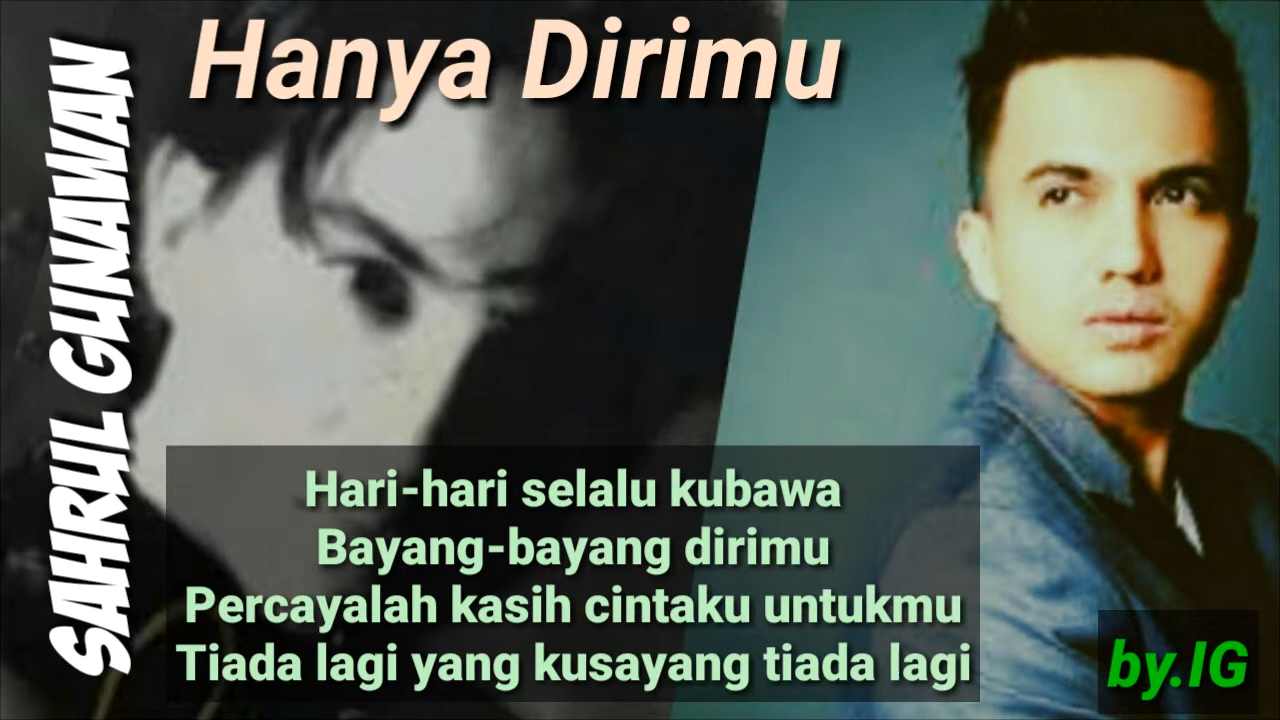 Hanya Dirimu
SAHRUL GUNAWAN
Hari-hari selalu kubawa
Bayang-bayang dirimu
Percayalah kasih cintaku untukmu
Tiada lagi yang kusayang tiada lagi
by.IG